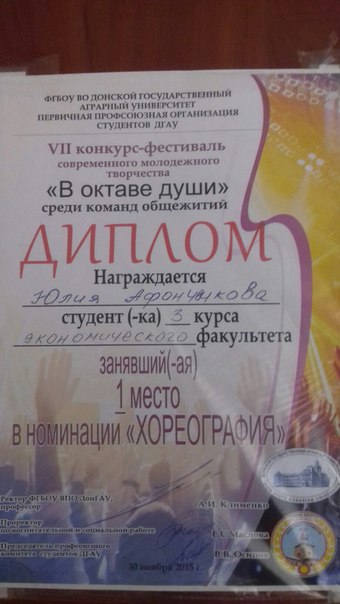 ФГБОУ ВО ДОНСКОЙ ГОСУДАРСТВЕННЫЙ
АГРАРНЫЙ УНИВЕРСИТЕТ
ПЕРВИЧНАЯ ПРОФСОЮЗНАЯ ОРГАНИЗАЦИЯ
СТУДЕНТОВ ДГАУ
VII конкурс-фестиваль
современного молодежного
творчества
«В октаве души»
среди команд общежитий
ДИПЛОМ
Награждается
Юлия Афончикова
студент (-ка) 3 курса
экономического факультета
занявший(-ая)
1 место
в номинации «ХОРЕОГРАФИЯ»
Ректор ФГБОУ ВПО ДонГАУ,
профессор
А.И. Клименко
Проректор
по воспитательной и социальной работе
Г.С. Маслова
Председатель профсоюзного
комитета студентов ДГАУ
В.В. Осипов
30 ноября 2015 г.